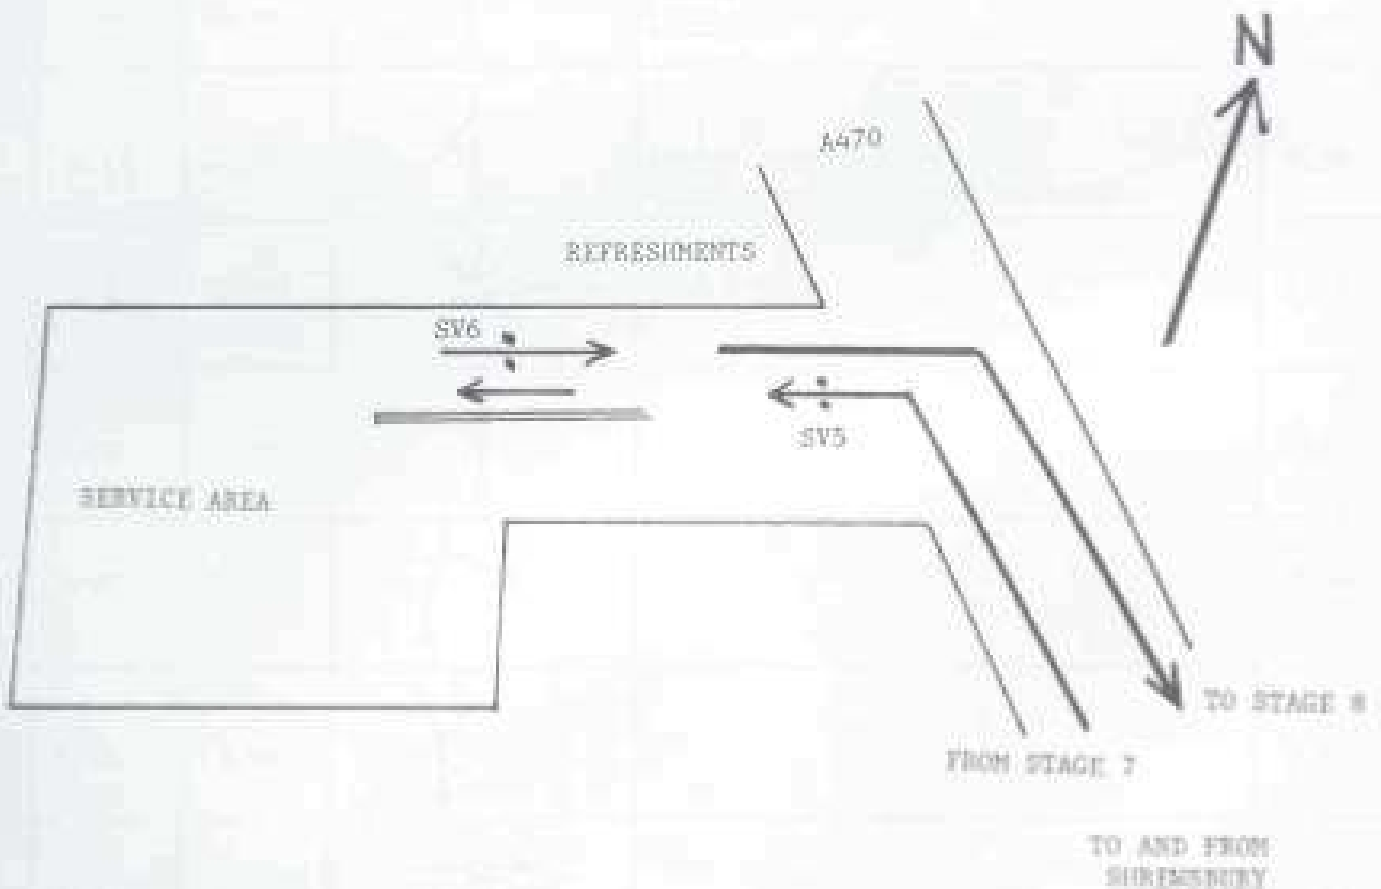 N
A470
REFRESHMENTS
SV6
SV5
SERVICE AREA
TO STAGE 8
FROM STAGE 7
TO AND FROM
SHREWSBURY